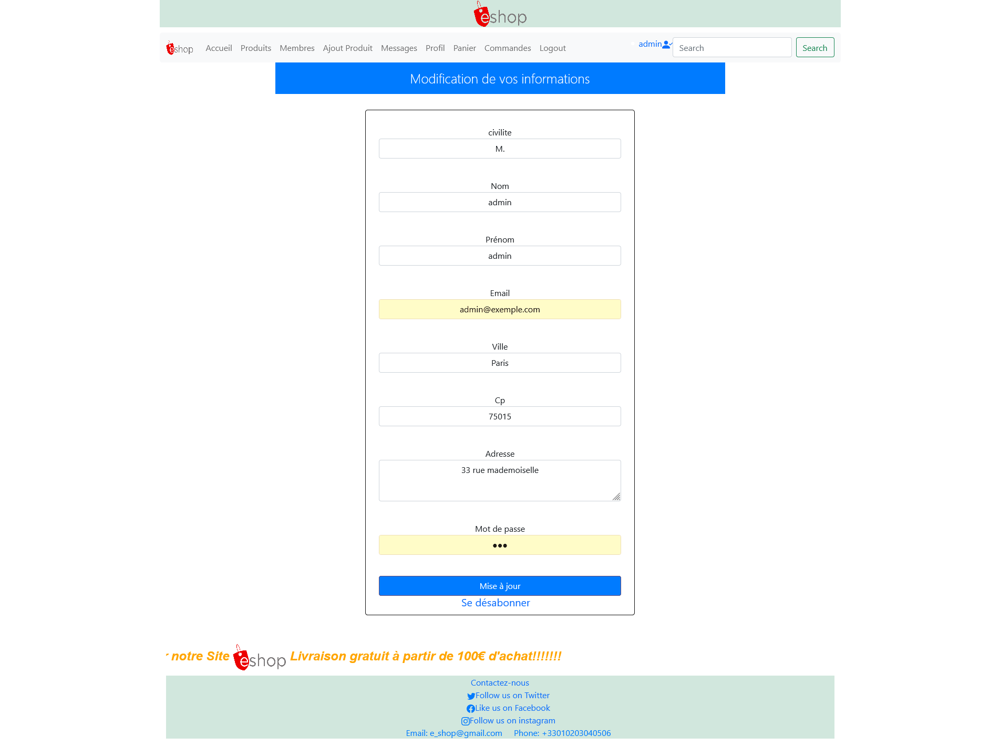 eshop
eshop Accueil Produits Membres Ajout Produit Messages Profil Panier Commandes Logout admin Search Search
Modification de vos informations
civilite
M.
Nom
admin
Prénom
admin
Email
admin@exemple.com
Ville
Paris
Cp
75015
Adresse
33 rue mademoiselle
Mot de passe
•••
Mise à jour
Se désabonner
r notre Site eshop Livraison gratuit à partir de 100€ d'achat!!!!!!!
Contactez-nous
Follow us on Twitter
Like us on Facebook
Follow us on instagram
Email: e_shop@gmail.com Phone: +33010203040506